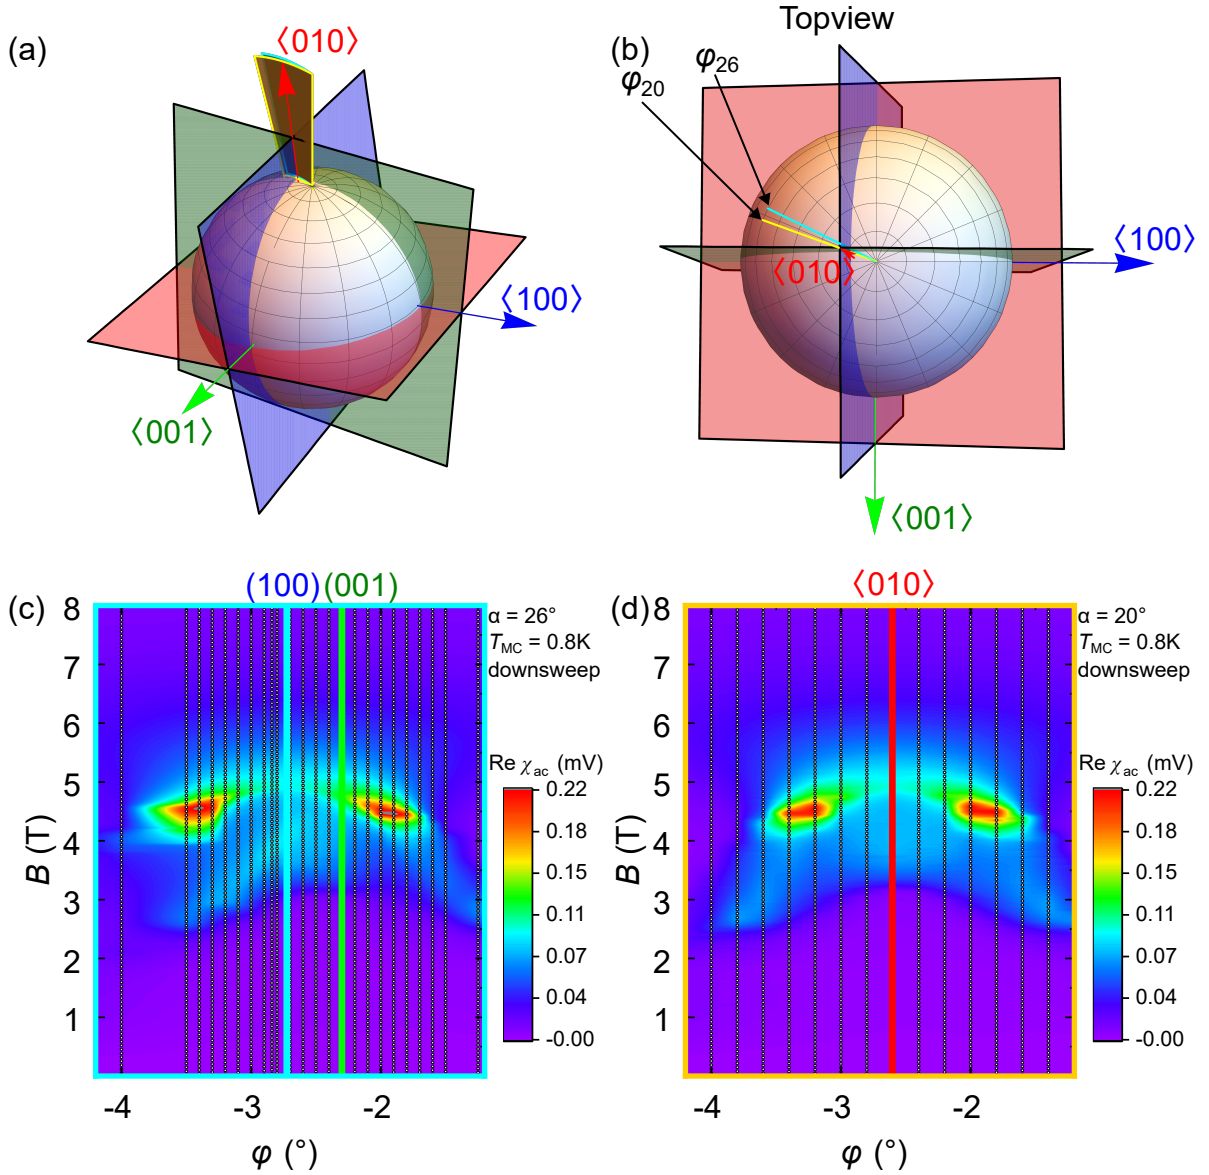 (a)
⟨010⟩
⟨100⟩
⟨001⟩
(b)
Topview
φ26
φ20
⟨100⟩
⟨010⟩
⟨001⟩
(c)
(100) (001)
α = 26°
TMC = 0.8K
downsweep
Re χac (mV)
0.22
0.18
0.15
0.11
0.07
0.04
-0.00
8
7
6
5
4
3
2
1
B (T)
-4 -3 -2
φ (°)
(d)
⟨010⟩
α = 20°
TMC = 0.8K
downsweep
Re χac (mV)
0.22
0.18
0.15
0.11
0.07
0.04
-0.00
8
7
6
5
4
3
2
1
B (T)
-4 -3 -2
φ (°)